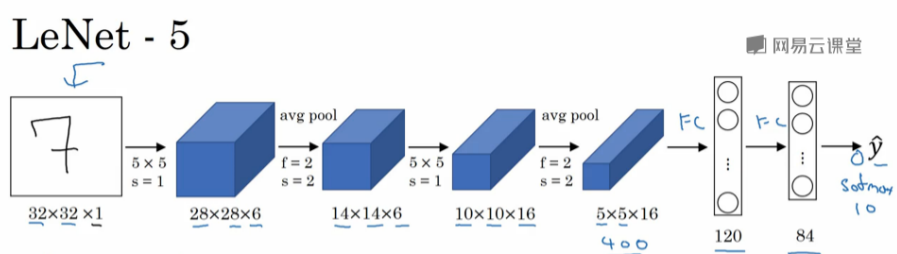 LeNet - 5
网易云课堂
7
avg pool
avg pool
FC
FC
5 × 5
s = 1
f = 2
s = 2
5 × 5
s = 1
f = 2
s = 2
⋮
⋮
ŷ
32×32 ×1
28×28×6
14×14×6
10×10×16
5×5×16
400
120
84
softmax
10